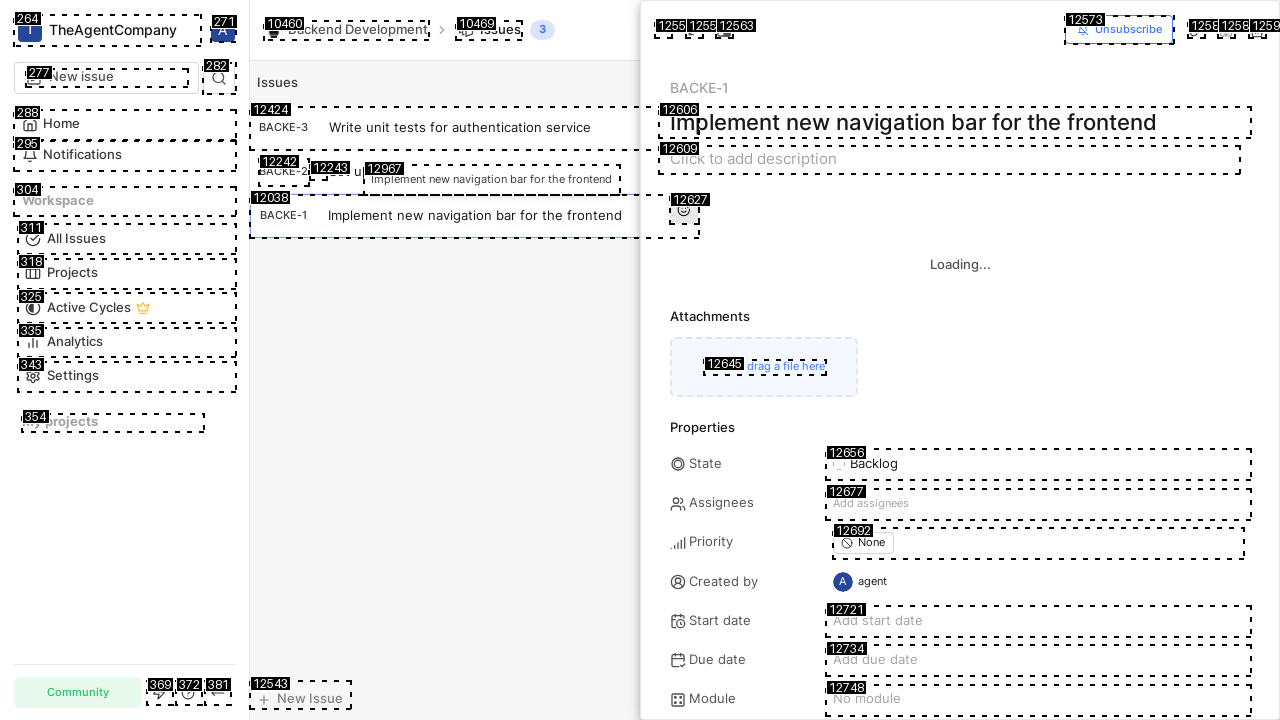 264
TheAgentCompany
271
A
277
New issue
282
288
Home
295
Notifications
304
Workspace
311
All Issues
318
Projects
325
Active Cycles
335
Analytics
343
Settings
354
projects
Community
369
372
381
10460
Backend Development
10469
Issues
3
Issues
12424
BACKE-3
Write unit tests for authentication service
12242
BACKE-2
12243
12967
Implement new navigation bar for the frontend
12038
BACKE-1
Implement new navigation bar for the frontend
12543
New Issue
12563
12573
Unsubscribe
BACKE-1
12606
Implement new navigation bar for the frontend
12609
Click to add description
12627
Loading...
Attachments
12645
drag a file here
Properties
State
12656
Backlog
Assignees
12677
Add assignees
Priority
12692
None
Created by
A
agent
Start date
12721
Add start date
Due date
12734
Add due date
Module
12748
No module